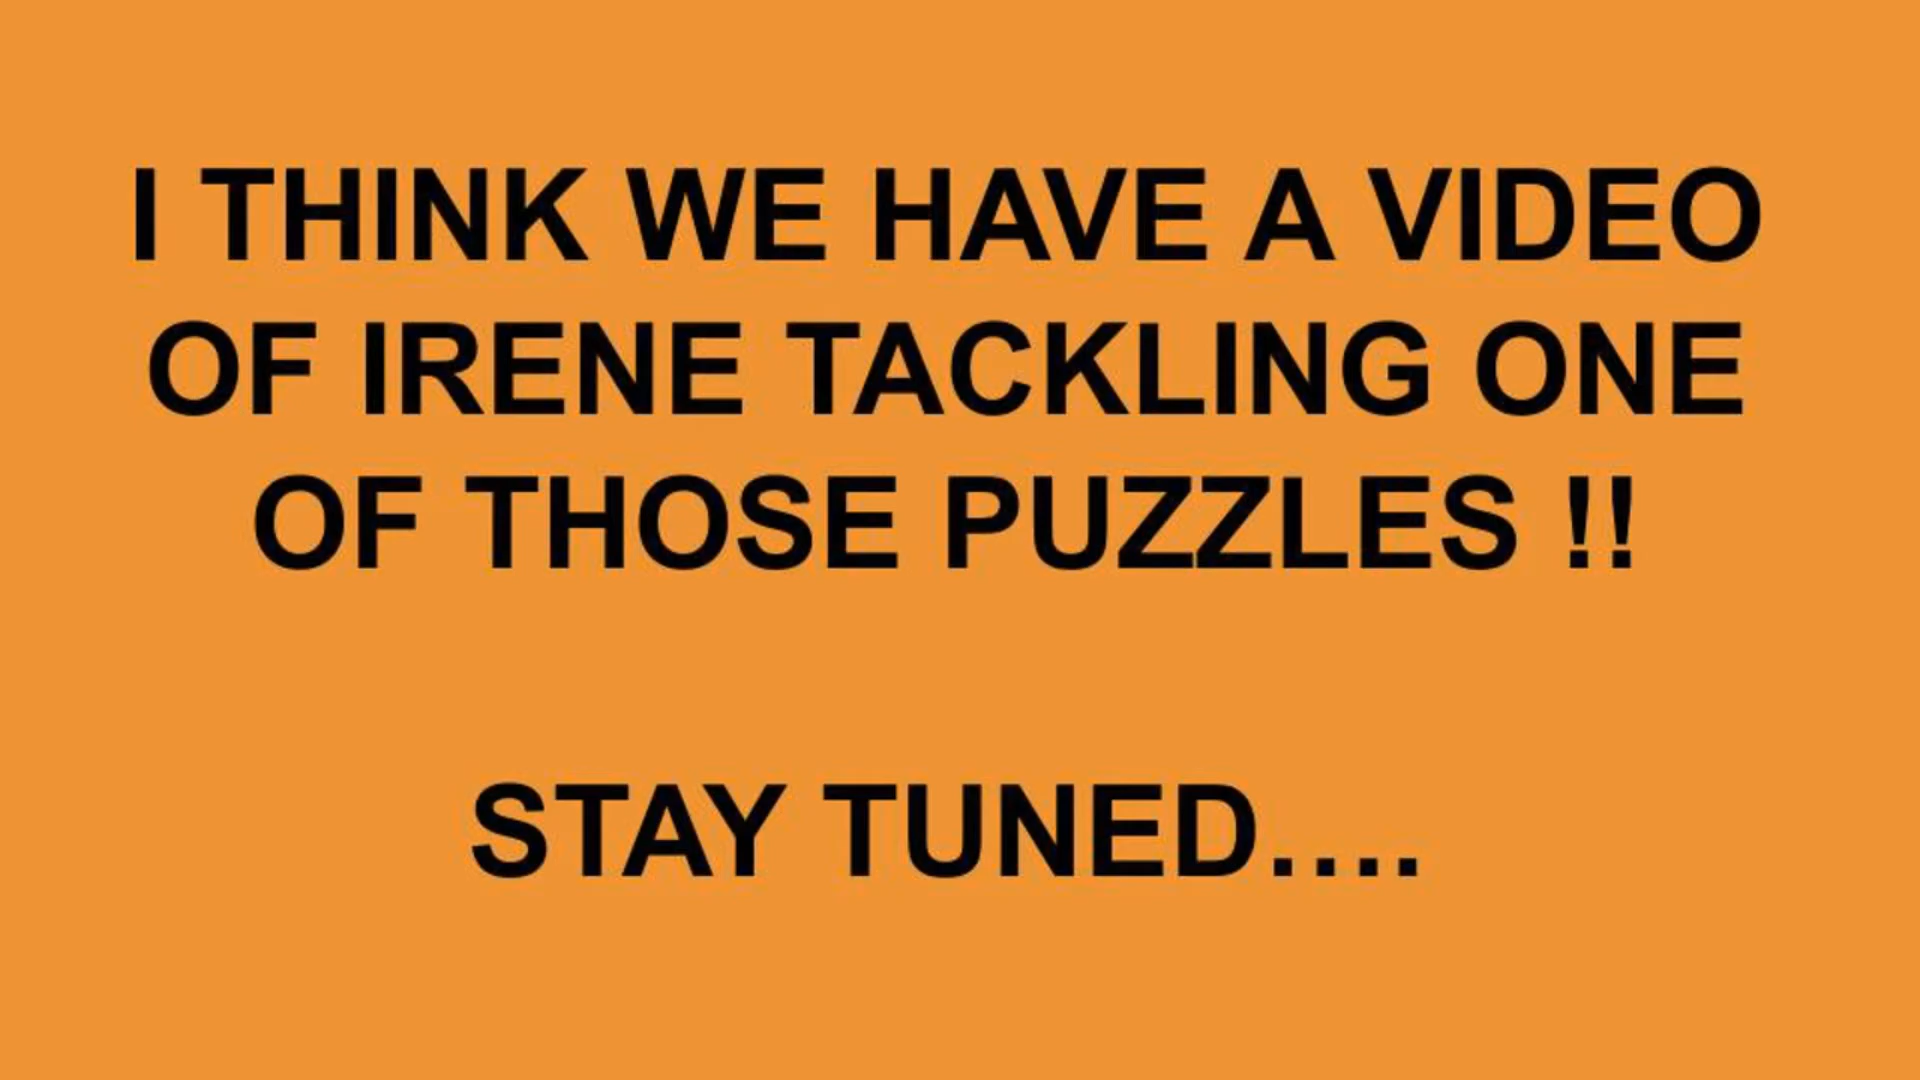 I THINK WE HAVE A VIDEO
OF IRENE TACKLING ONE
OF THOSE PUZZLES !!
STAY TUNED....